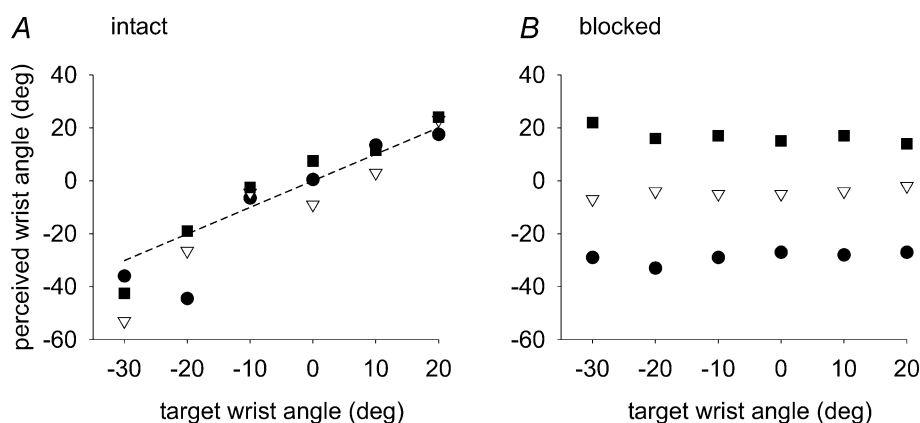 A intact
B blocked
perceived wrist angle (deg)
40
20
0
-20
-40
-60
-30 -20 -10 0 10 20
target wrist angle (deg)
40
20
0
-20
-40
-60
-30 -20 -10 0 10 20
target wrist angle (deg)